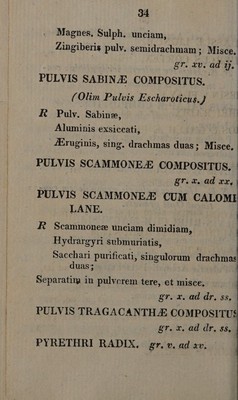 34
Magnes. Sulph. unciam,
Zingiberis pulv. semidrachmam; Misce.
gr. xv. ad ij.
PULVIS SABINÆ COMPOSITUS.
(Olim Pulvis Escharoticus.)
R Pulv. Sabinæ,
Aluminis exsiccati,
Æruginis, sing. drachmas duas; Misce.
PULVIS SCAMMONEÆ COMPOSITUS.
gr. x. ad xx.
PULVIS SCAMMONEÆ CUM CALOMI
LANE.
R Scammoneæ unciam dimidiam,
Hydrargyri submuriatis,
Sacchari purificati, singulorum drachmas
duas;
Separatim in pulverem tere, et misce.
gr. x. ad dr. ss.
PULVIS TRAGACANTHÆ COMPOSITUS
gr. x. ad dr. ss.
PYRETHRI RADIX. gr. v. ad xv.